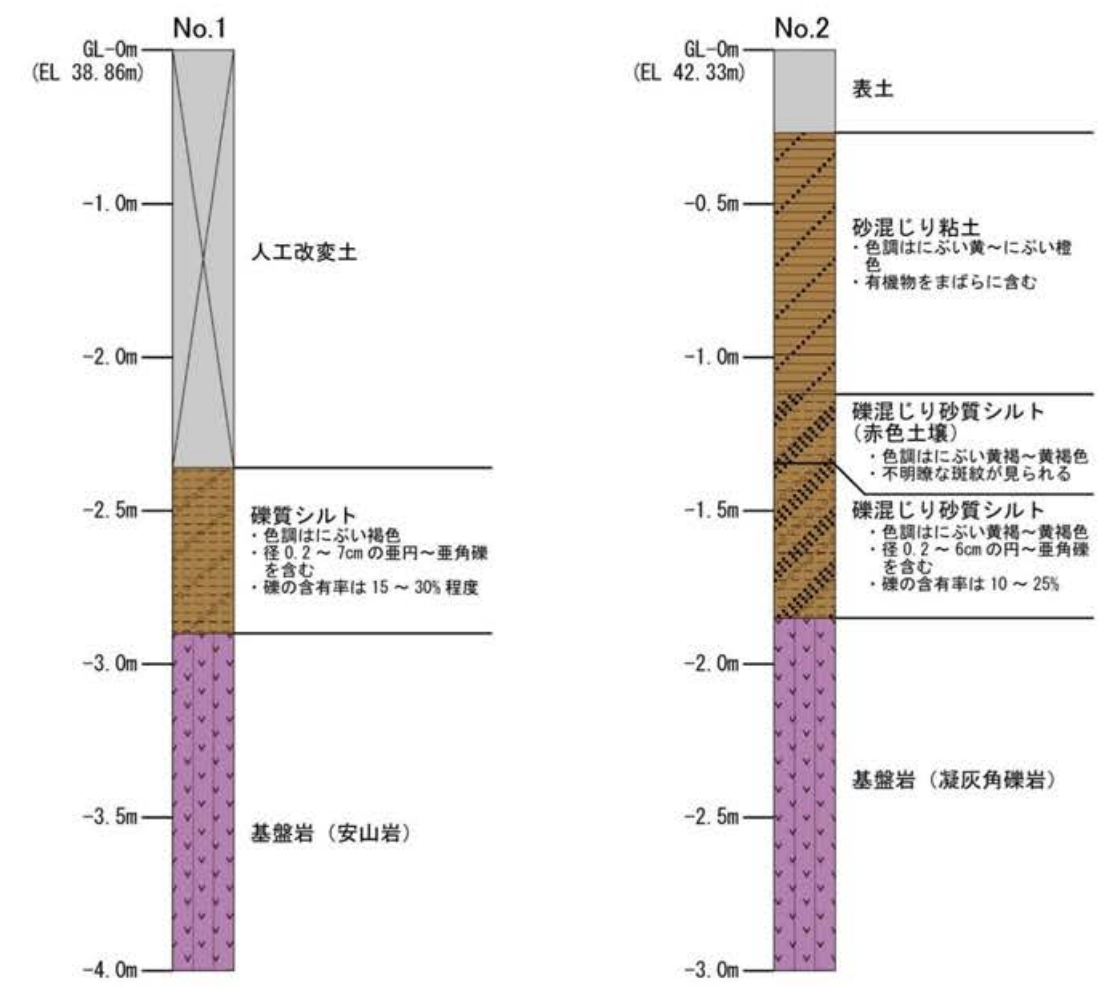 No.1
GL-0m
(EL 38.86m)
-1.0m
-2.0m
-2.5m
-3.0m
-3.5m
-4.0m
人工改変土
礫質シルト
・色調はにぶい褐色
・径0.2～7cmの亜円～亜角礫
を含む
・礫の含有率は15～30%程度
基盤岩（安山岩）
No.2
GL-0m
(EL 42.33m)
-0.5m
-1.0m
-1.5m
-2.0m
-2.5m
-3.0m
表土
砂混じり粘土
・色調はにぶい黄～にぶい橙
色
・有機物をまばらに含む
礫混じり砂質シルト
(赤色土壌)
・色調はにぶい黄褐～黄褐色
・不明瞭な斑紋が見られる
礫混じり砂質シルト
・色調はにぶい黄褐～黄褐色
・径0.2～6cmの円～亜角礫
を含む
・礫の含有率は10～25%
基盤岩（凝灰角礫岩）